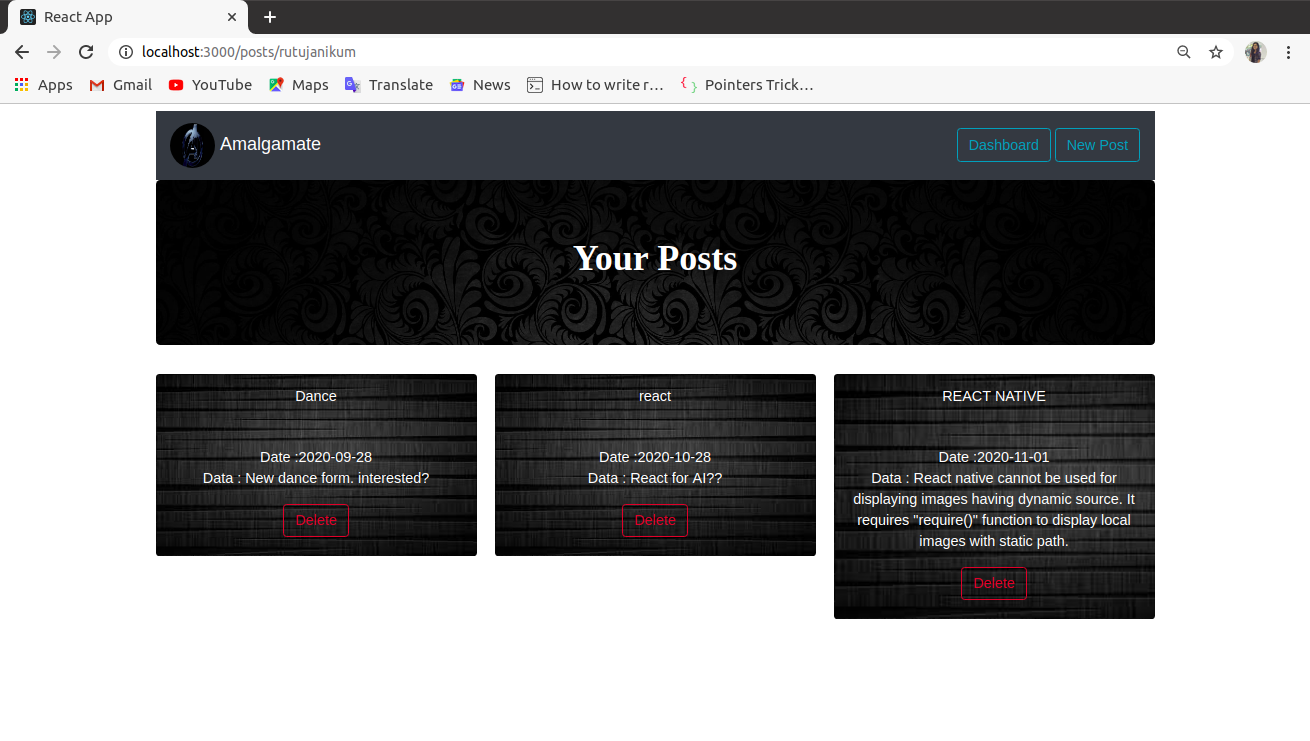 React App
localhost:3000/posts/rutujanikum
Apps Gmail YouTube Maps Translate News How to write r… Pointers Trick…
Amalgamate Dashboard New Post
Your Posts
Dance
Date :2020-09-28
Data : New dance form. interested?
Delete
react
Date :2020-10-28
Data : React for AI??
Delete
REACT NATIVE
Date :2020-11-01
Data : React native cannot be used for
displaying images having dynamic source. It
requires "require()" function to display local
images with static path.
Delete